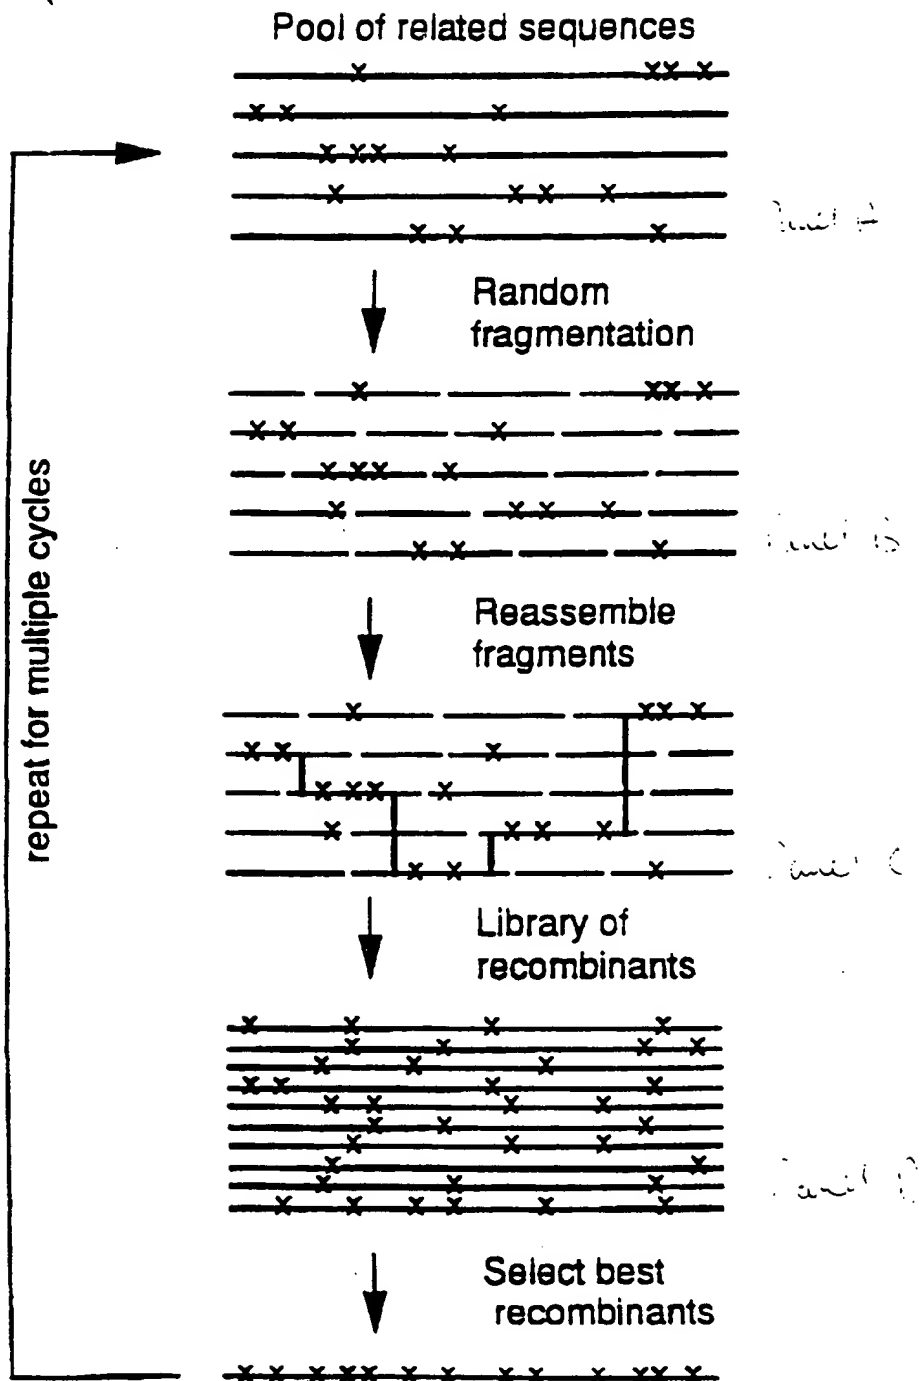 Pool of related sequences
Random
fragmentation
Reassemble
fragments
repeat for multiple cycles
Library of
recombinants
Select best
recombinants